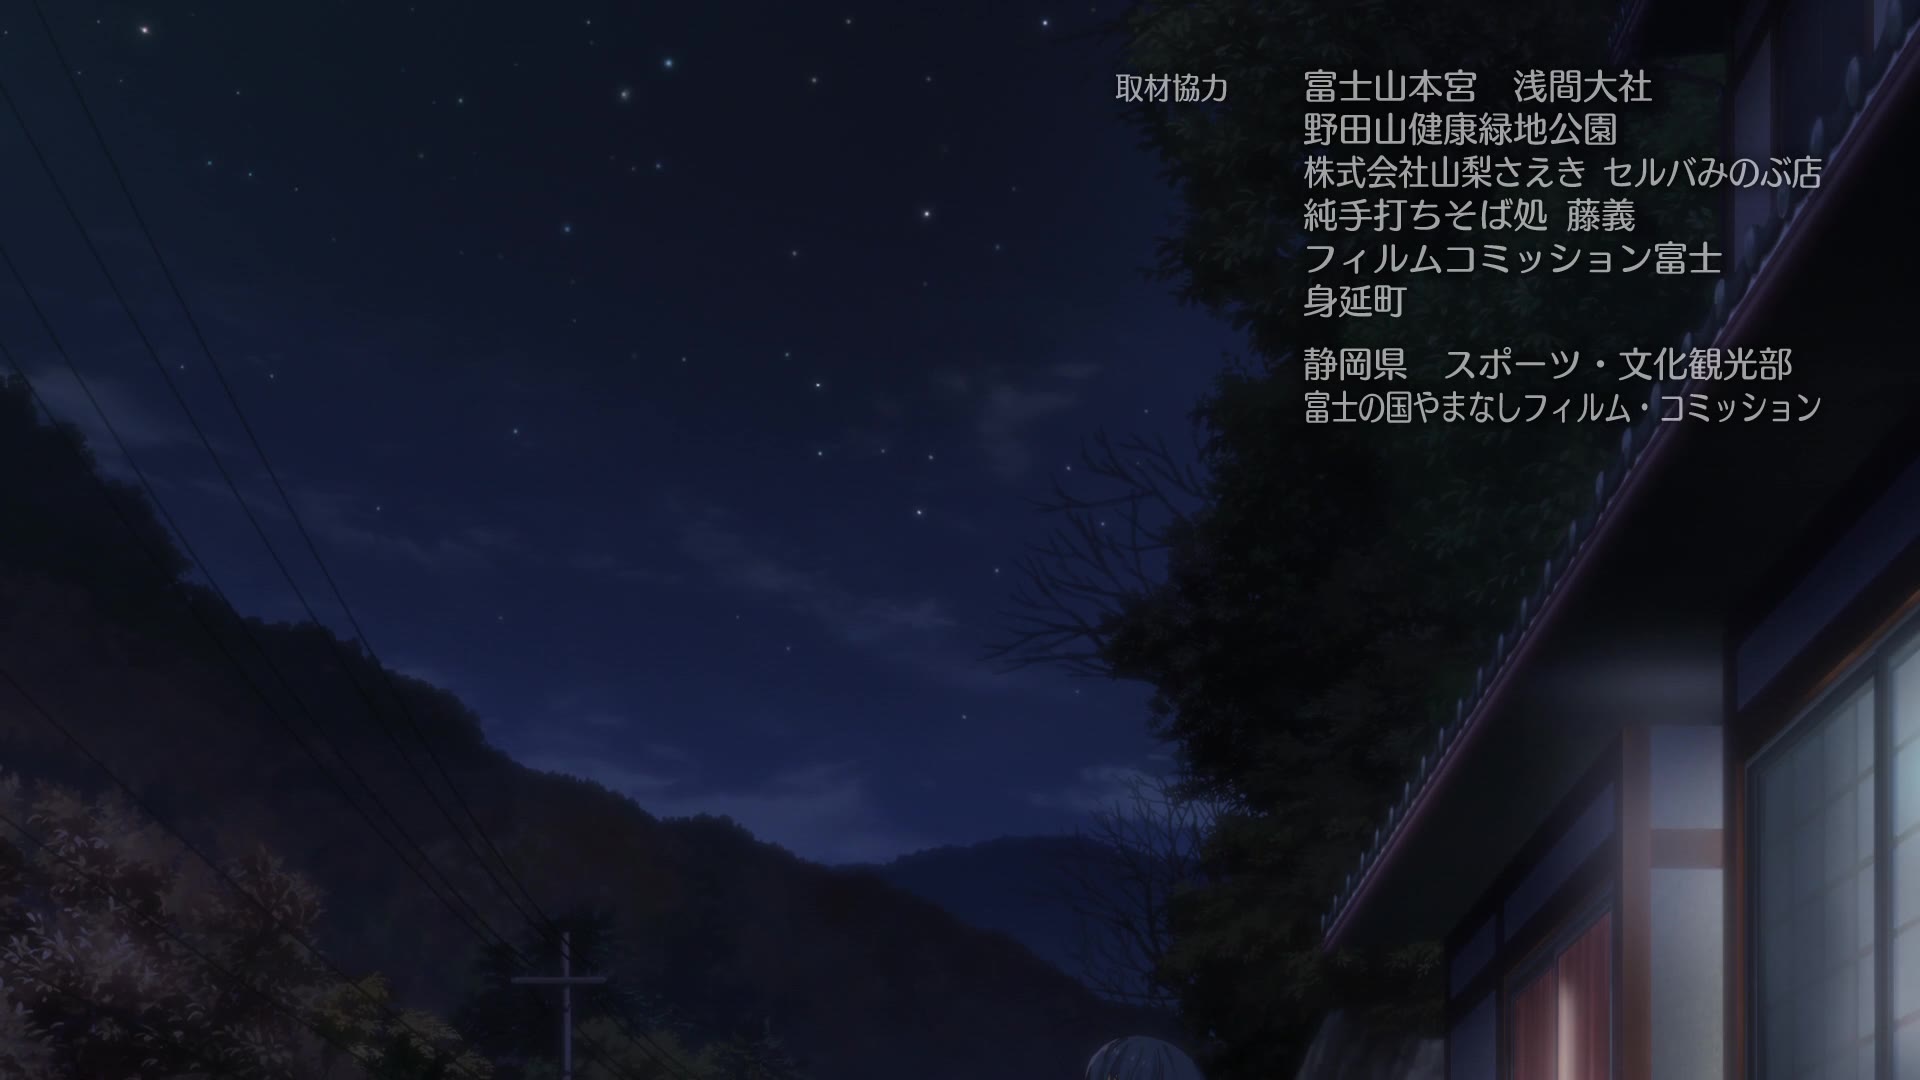 取材協力　富士山本宮　浅間大社
野田山健康緑地公園
株式会社山梨さえき セルバみのぶ店
純手打ちそば処 藤義
フィルムコミッション富士
身延町
静岡県　スポーツ・文化観光部
富士の国やまなしフィルム・コミッション